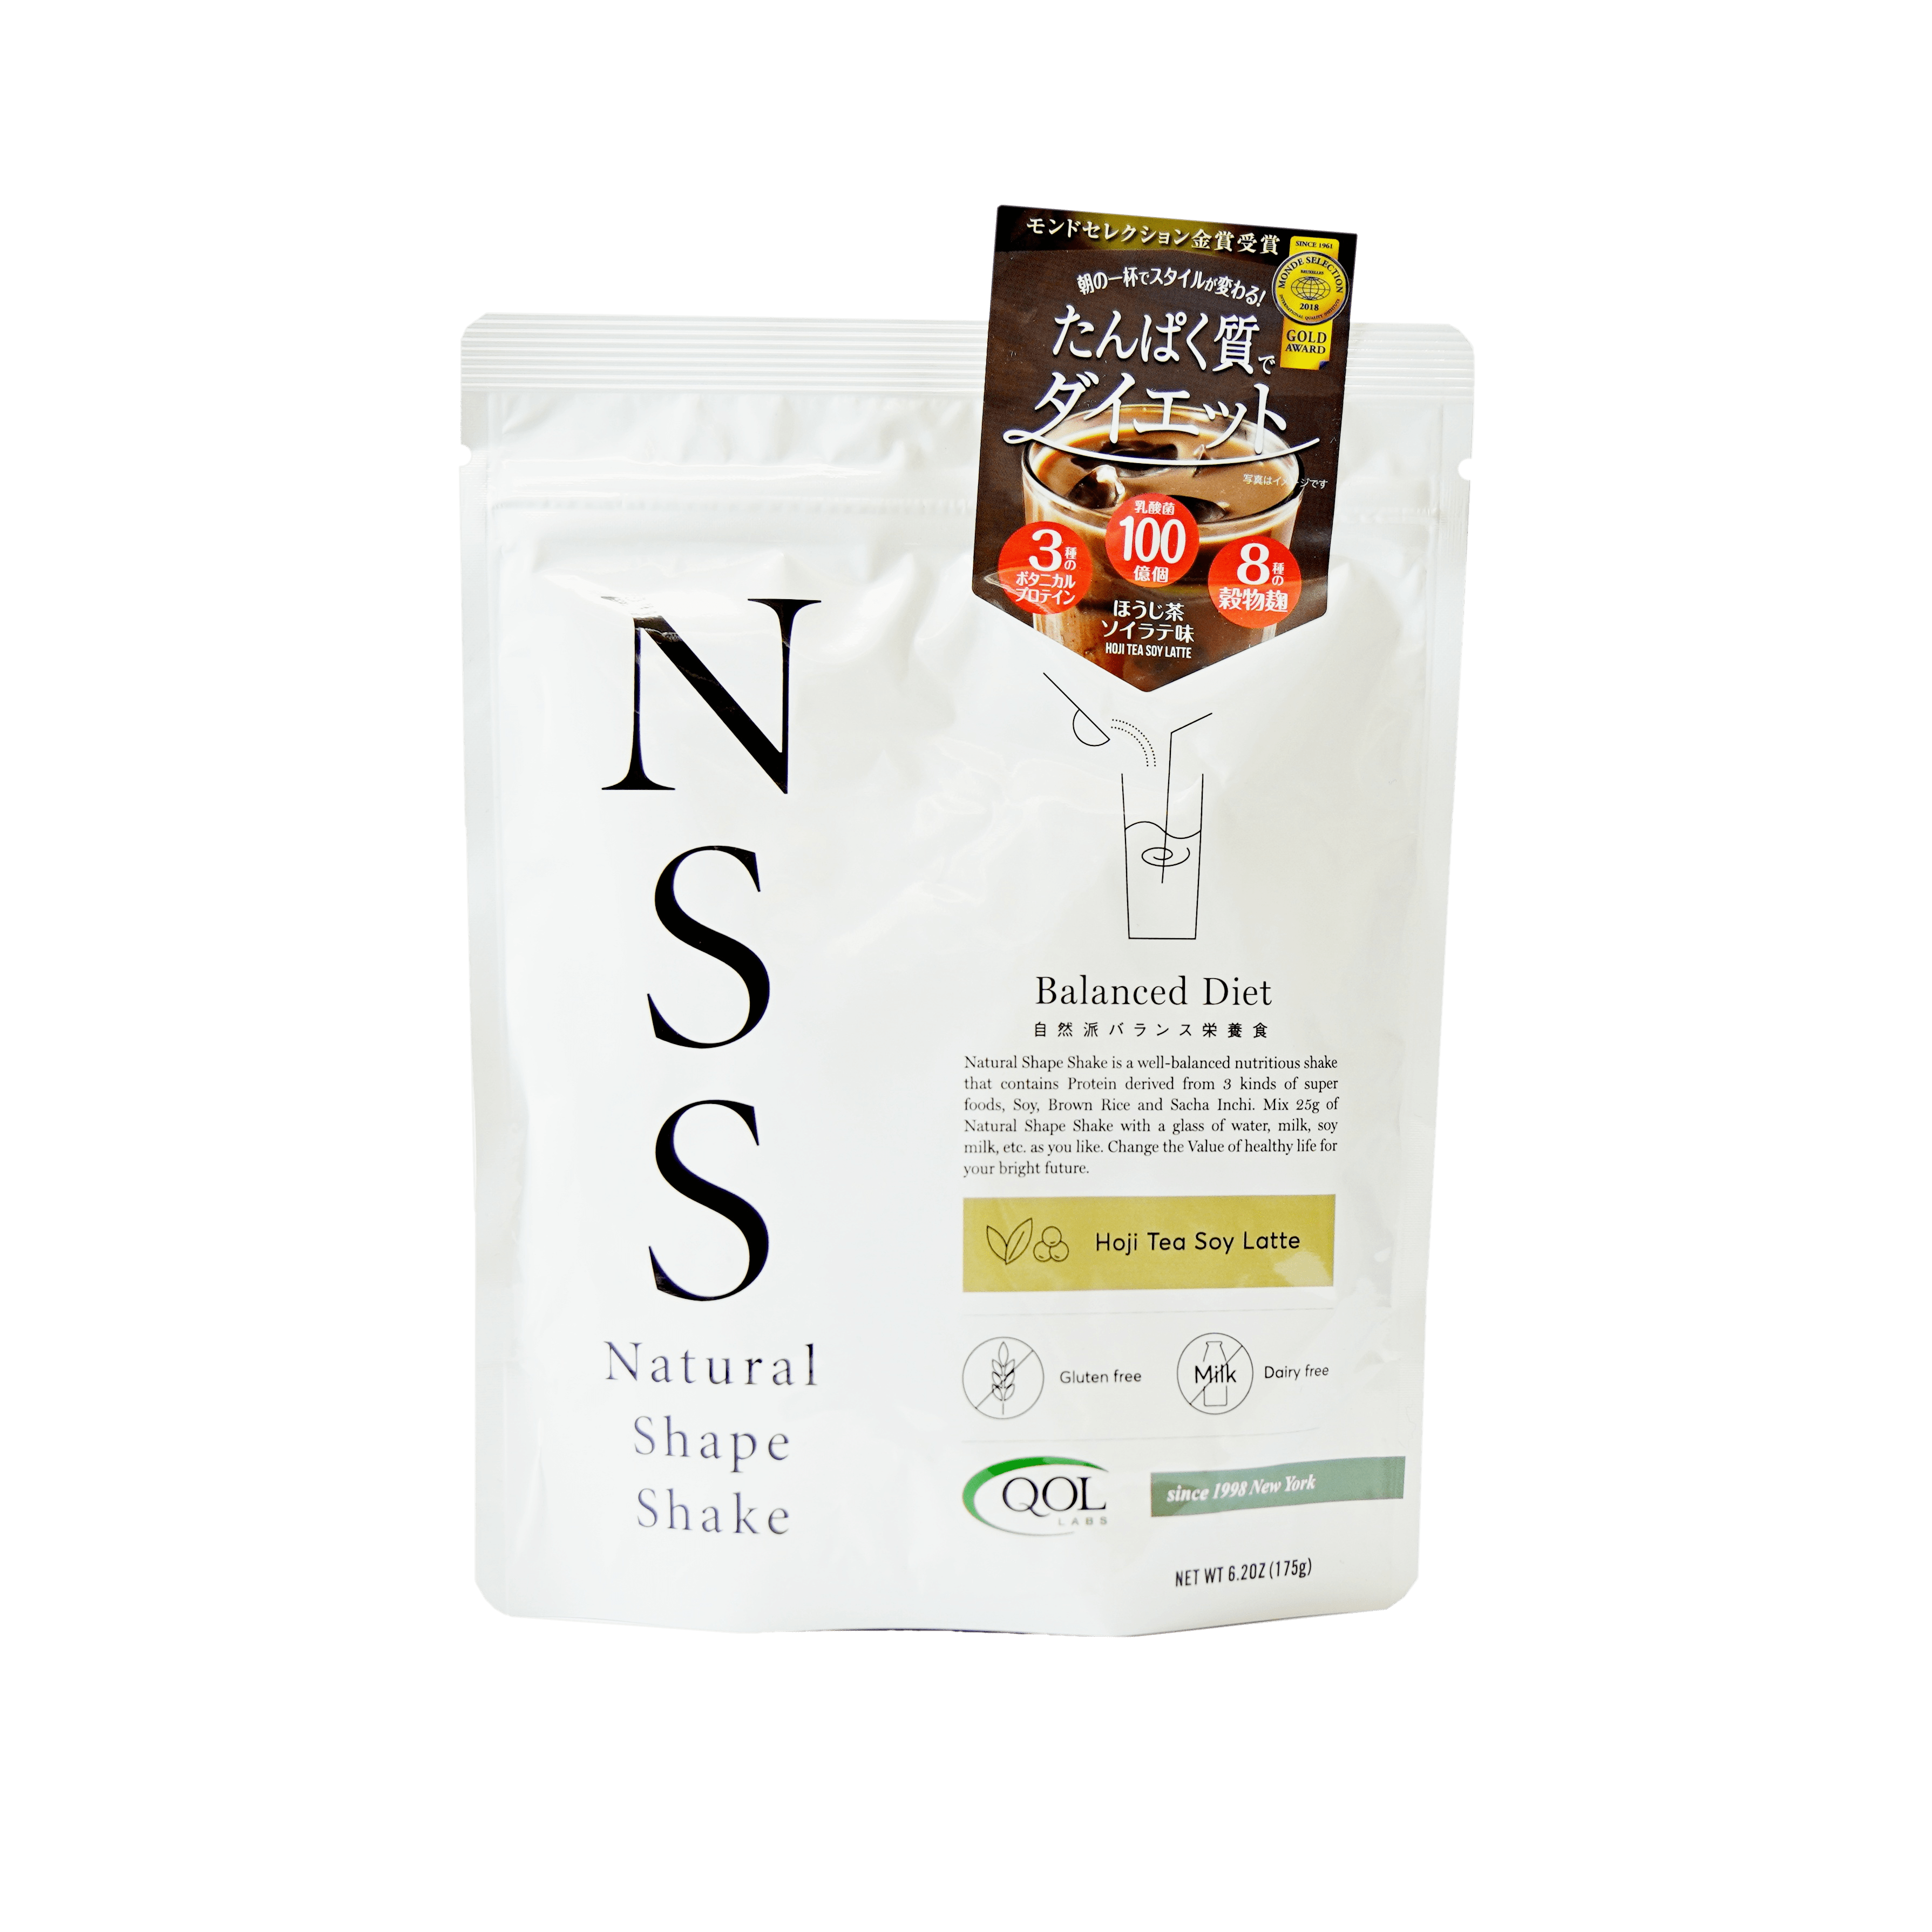 モンドセレクション金賞受賞
SINCE 1961
MONDE SELECTION
BRUXELLES
2018
INTERNATIONAL QUALITY INSTITUTE
GOLD
AWARD
朝の一杯でスタイルが変わる!
たんぱく質で
ダイエット
写真はイメージです
3種の
ボタニカル
プロテイン
乳酸菌
100
億個
8種の
穀物麹
ほうじ茶
ソイラテ味
HOJI TEA SOY LATTE
N
S
S
Natural
Shape
Shake
Balanced Diet
自然派バランス栄養食
Natural Shape Shake is a well-balanced nutritious shake
that contains Protein derived from 3 kinds of super
foods, Soy, Brown Rice and Sacha Inchi. Mix 25g of
Natural Shape Shake with a glass of water, milk, soy
milk, etc. as you like. Change the Value of healthy life for
your bright future.
Hoji Tea Soy Latte
Gluten free
Milk
Dairy free
QOL
LABS
since 1998 New York
NET WT 6.2OZ (175g)